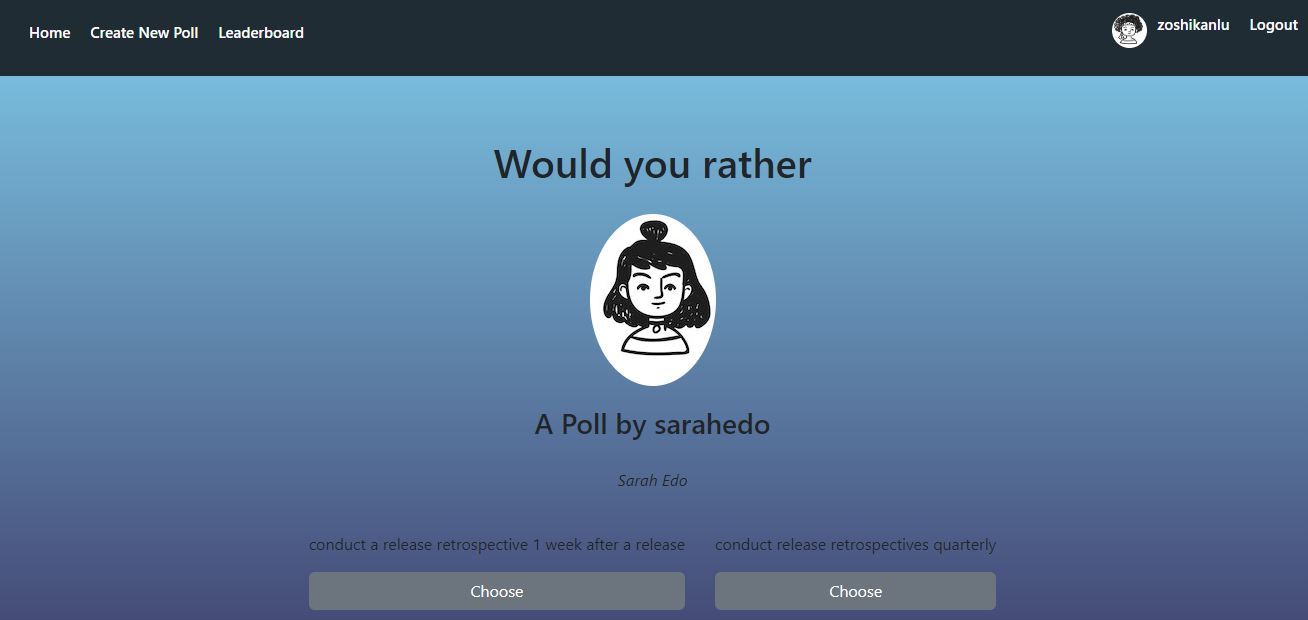 Home Create New Poll Leaderboard zoshikanlu Logout
Would you rather
A Poll by sarahedo
Sarah Edo
conduct a release retrospective 1 week after a release
Choose
conduct release retrospectives quarterly
Choose